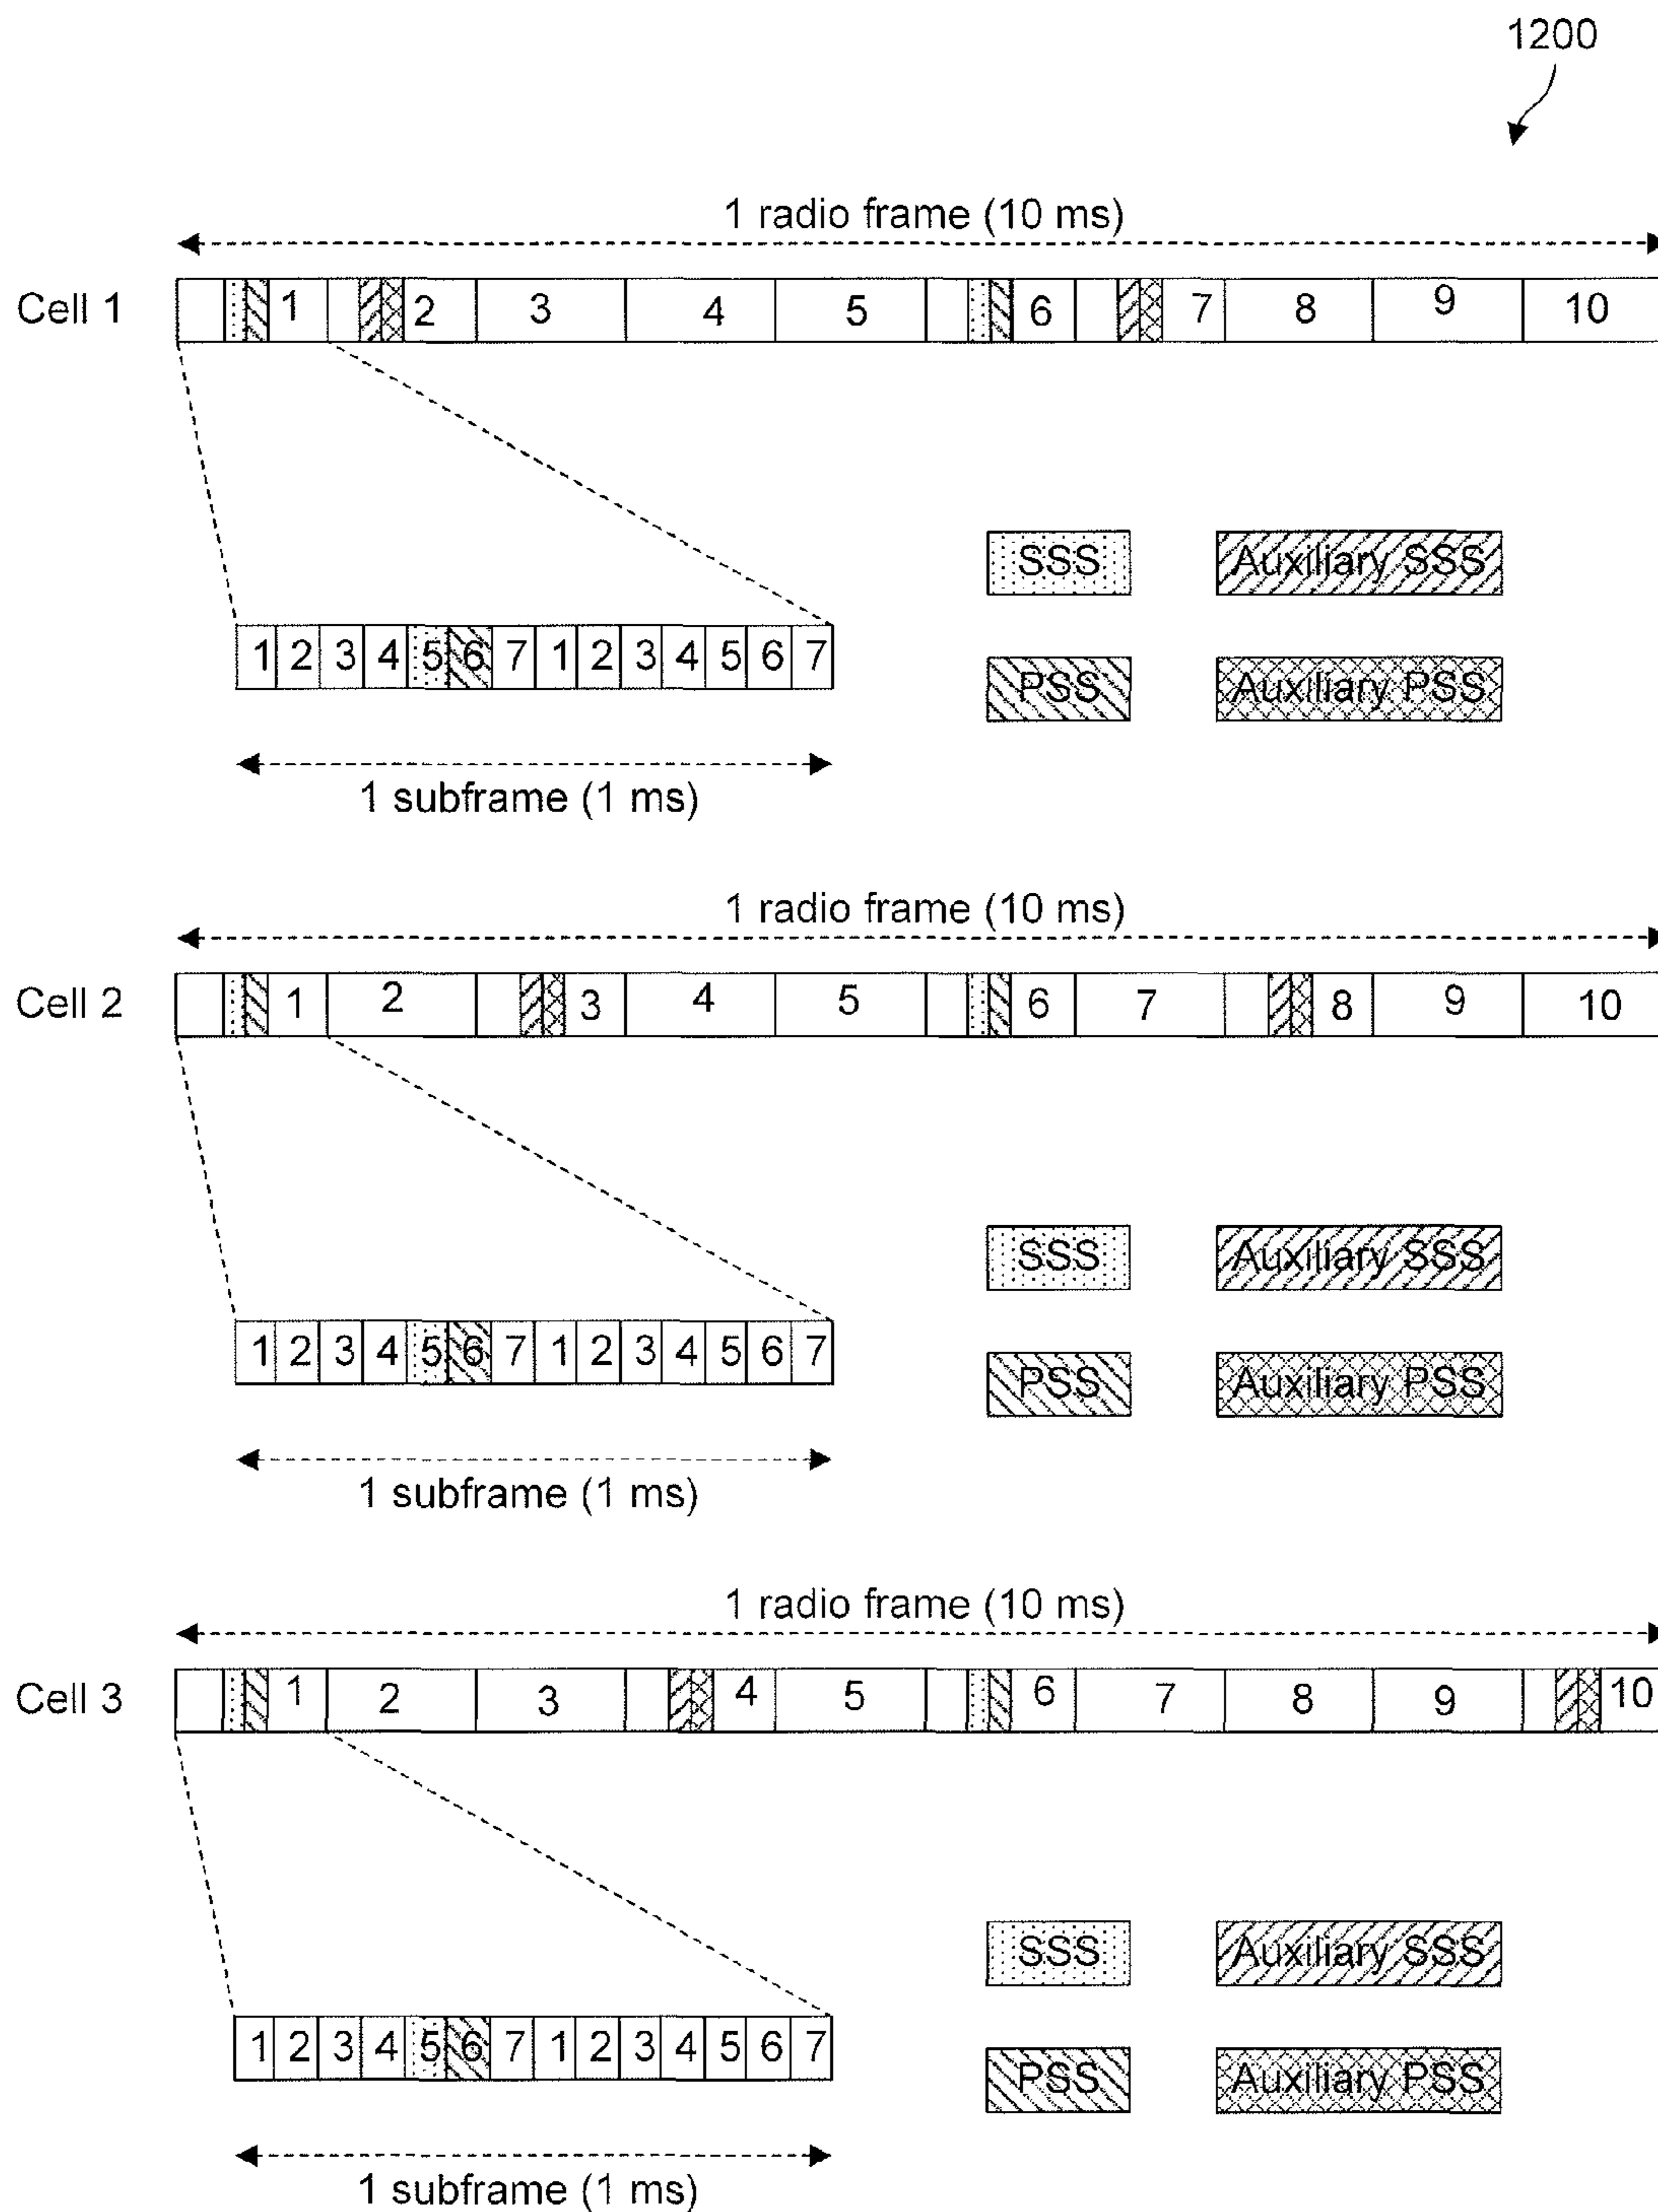 1200
1 radio frame (10 ms)
Cell 1 1 2 3 4 5 6 7 8 9 10
SSS Auxiliary SSS
1 2 3 4 5 6 7 1 2 3 4 5 6 7
PSS Auxiliary PSS
1 subframe (1 ms)
1 radio frame (10 ms)
Cell 2 1 2 3 4 5 6 7 8 9 10
SSS Auxiliary SSS
1 2 3 4 5 6 7 1 2 3 4 5 6 7
PSS Auxiliary PSS
1 subframe (1 ms)
1 radio frame (10 ms)
Cell 3 1 2 3 4 5 6 7 8 9 10
SSS Auxiliary SSS
1 2 3 4 5 6 7 1 2 3 4 5 6 7
PSS Auxiliary PSS
1 subframe (1 ms)